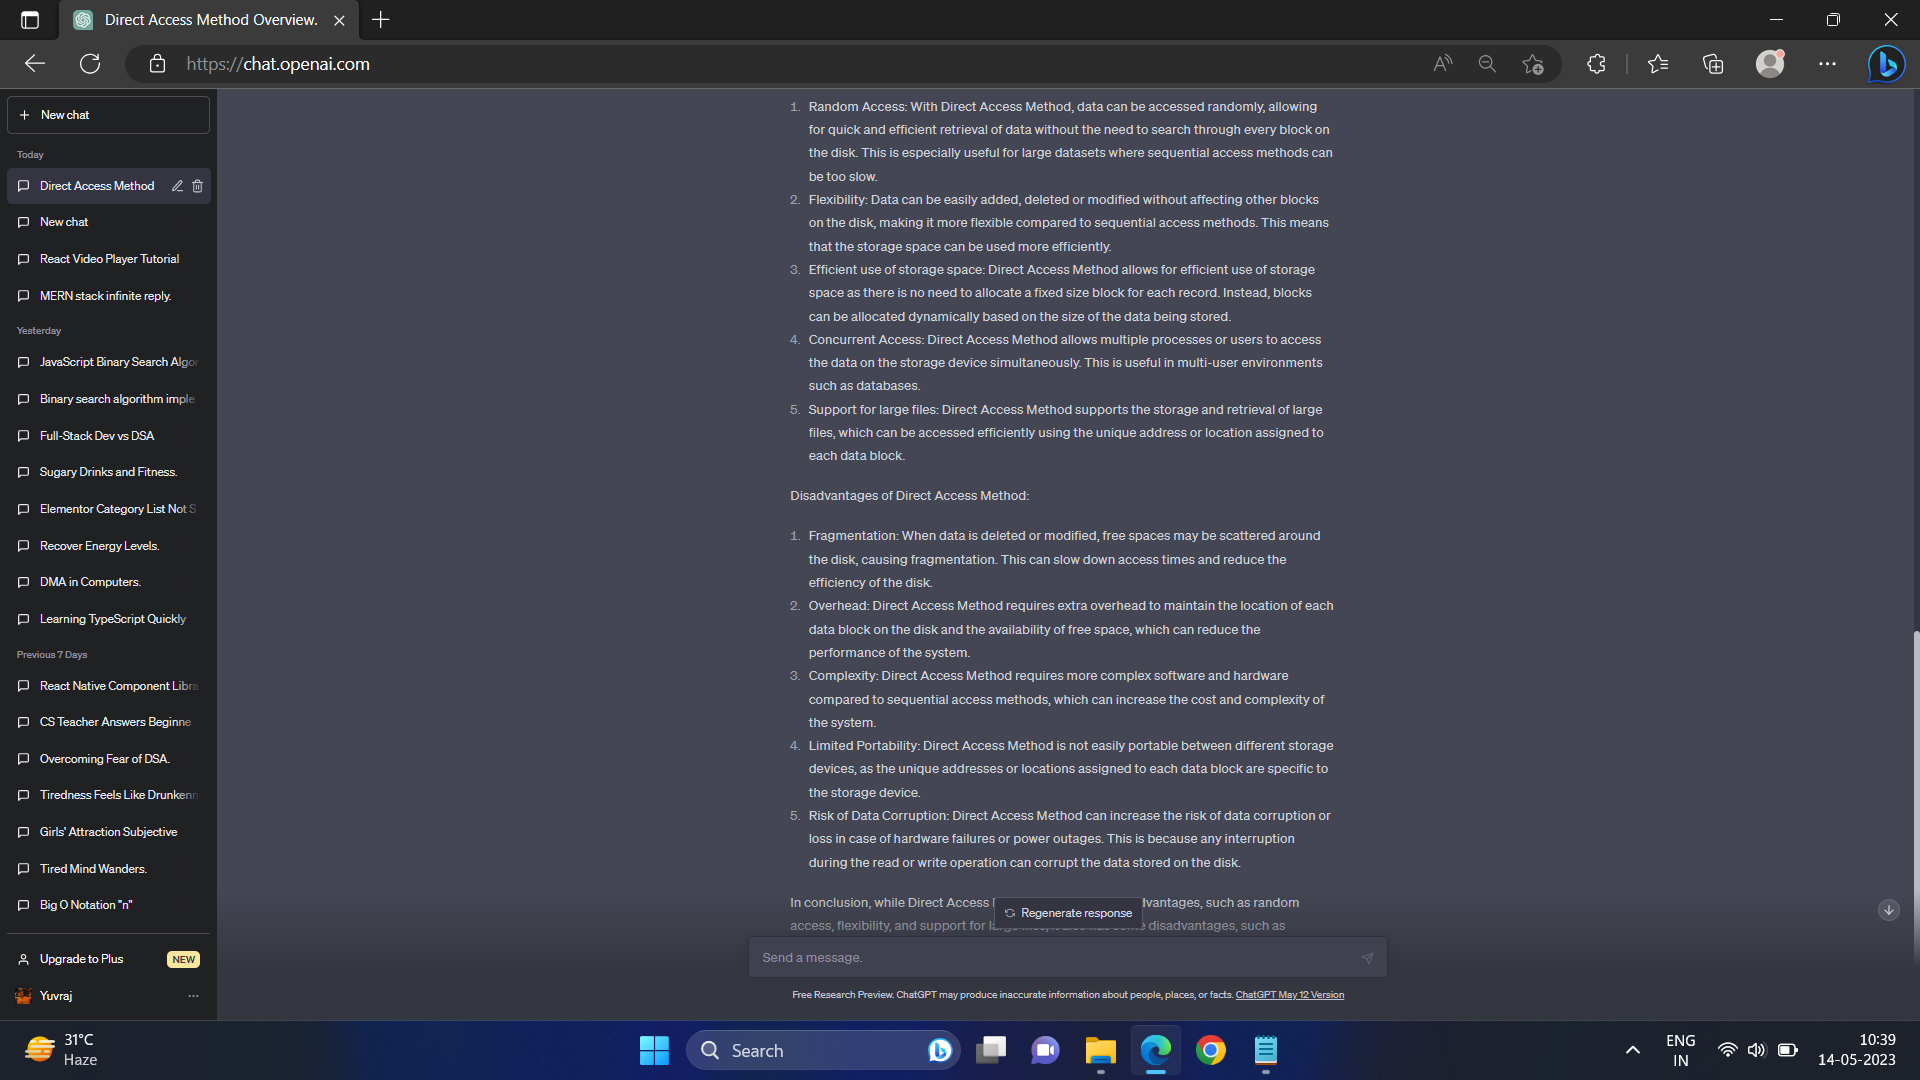 Direct Access Method Overview.
https://chat.openai.com
New chat
Today
Direct Access Method
New chat
React Video Player Tutorial
MERN stack infinite reply.
Yesterday
JavaScript Binary Search Algor
Binary search algorithm imple
Full-Stack Dev vs DSA
Sugary Drinks and Fitness.
Elementor Category List Not S
Recover Energy Levels.
DMA in Computers.
Learning TypeScript Quickly
Previous 7 Days
React Native Component Libra
CS Teacher Answers Beginne
Overcoming Fear of DSA.
Tiredness Feels Like Drunkenn
Girls' Attraction Subjective
Tired Mind Wanders.
Big O Notation "n"
Upgrade to Plus NEW
Yuvraj
1. Random Access: With Direct Access Method, data can be accessed randomly, allowing
for quick and efficient retrieval of data without the need to search through every block on
the disk. This is especially useful for large datasets where sequential access methods can
be too slow.
2. Flexibility: Data can be easily added, deleted or modified without affecting other blocks
on the disk, making it more flexible compared to sequential access methods. This means
that the storage space can be used more efficiently.
3. Efficient use of storage space: Direct Access Method allows for efficient use of storage
space as there is no need to allocate a fixed size block for each record. Instead, blocks
can be allocated dynamically based on the size of the data being stored.
4. Concurrent Access: Direct Access Method allows multiple processes or users to access
the data on the storage device simultaneously. This is useful in multi-user environments
such as databases.
5. Support for large files: Direct Access Method supports the storage and retrieval of large
files, which can be accessed efficiently using the unique address or location assigned to
each data block.
Disadvantages of Direct Access Method:
1. Fragmentation: When data is deleted or modified, free spaces may be scattered around
the disk, causing fragmentation. This can slow down access times and reduce the
efficiency of the disk.
2. Overhead: Direct Access Method requires extra overhead to maintain the location of each
data block on the disk and the availability of free space, which can reduce the
performance of the system.
3. Complexity: Direct Access Method requires more complex software and hardware
compared to sequential access methods, which can increase the cost and complexity of
the system.
4. Limited Portability: Direct Access Method is not easily portable between different storage
devices, as the unique addresses or locations assigned to each data block are specific to
the storage device.
5. Risk of Data Corruption: Direct Access Method can increase the risk of data corruption or
loss in case of hardware failures or power outages. This is because any interruption
during the read or write operation can corrupt the data stored on the disk.
In conclusion, while Direct Access dvantages, such as random
Regenerate response
access, flexibility, and support for disadvantages, such as
Send a message.
Free Research Preview. ChatGPT may produce inaccurate information about people, places, or facts. ChatGPT May 12 Version
31°C
Haze
Search
ENG
IN
10:39
14-05-2023